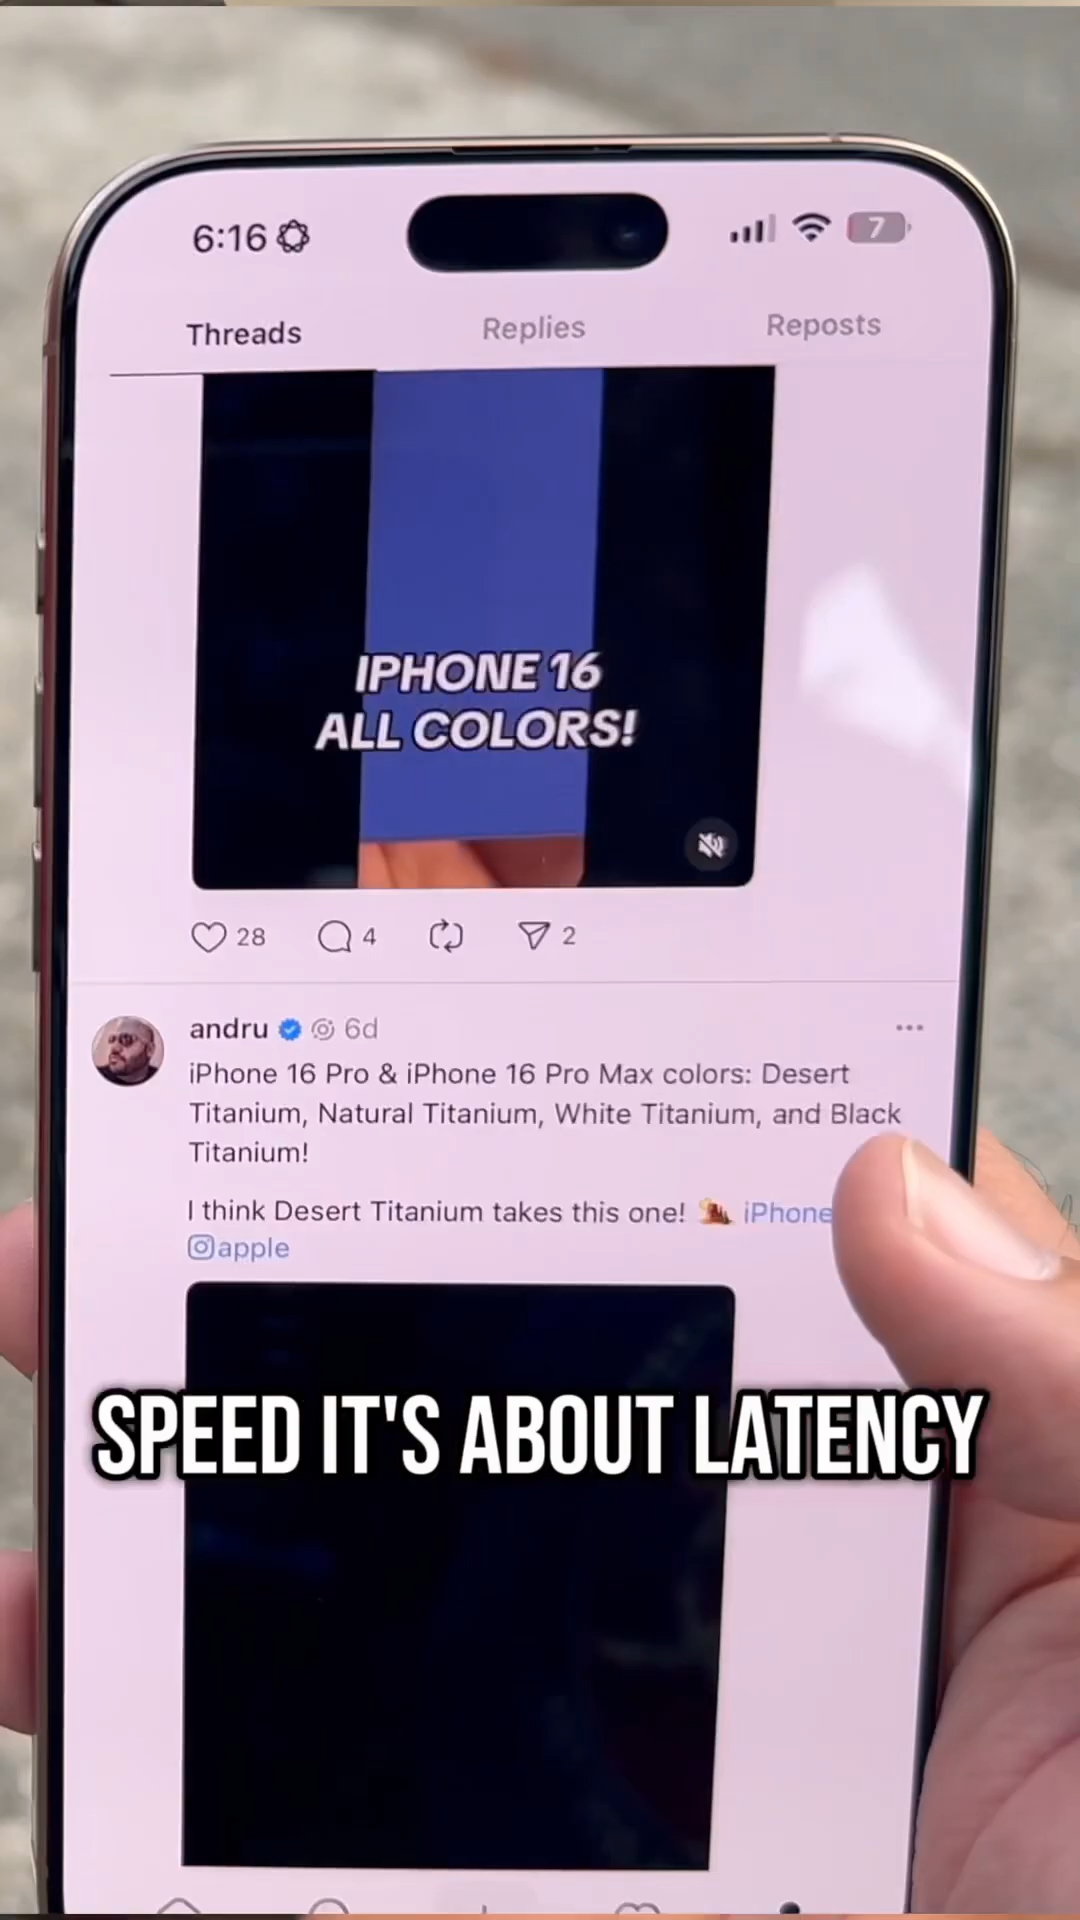 6:16
7
Threads Replies Reposts
IPHONE 16
ALL COLORS!
28 4 2
andru 6d
iPhone 16 Pro & iPhone 16 Pro Max colors: Desert
Titanium, Natural Titanium, White Titanium, and Black
Titanium!
I think Desert Titanium takes this one! iPhone
@apple
SPEED IT'S ABOUT LATENCY